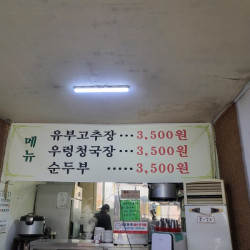 메뉴
유부고추장 ··· 3,500원
우렁청국장 ··· 3,500원
순두부 ····· 3,500원